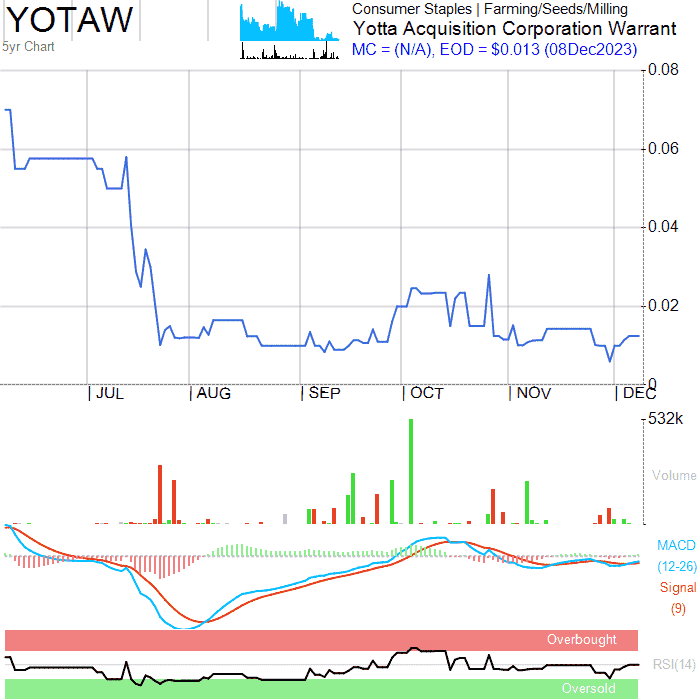 YOTAW
5yr Chart
Consumer Staples | Farming/Seeds/Milling
Yotta Acquisition Corporation Warrant
MC = (N/A), EOD = $0.013 (08Dec2023)
0.08
0.06
0.04
0.02
0
JUL AUG SEP OCT NOV DEC
532k
Volume
MACD
(12-26)
Signal
(9)
Overbought
RSI(14)
Oversold